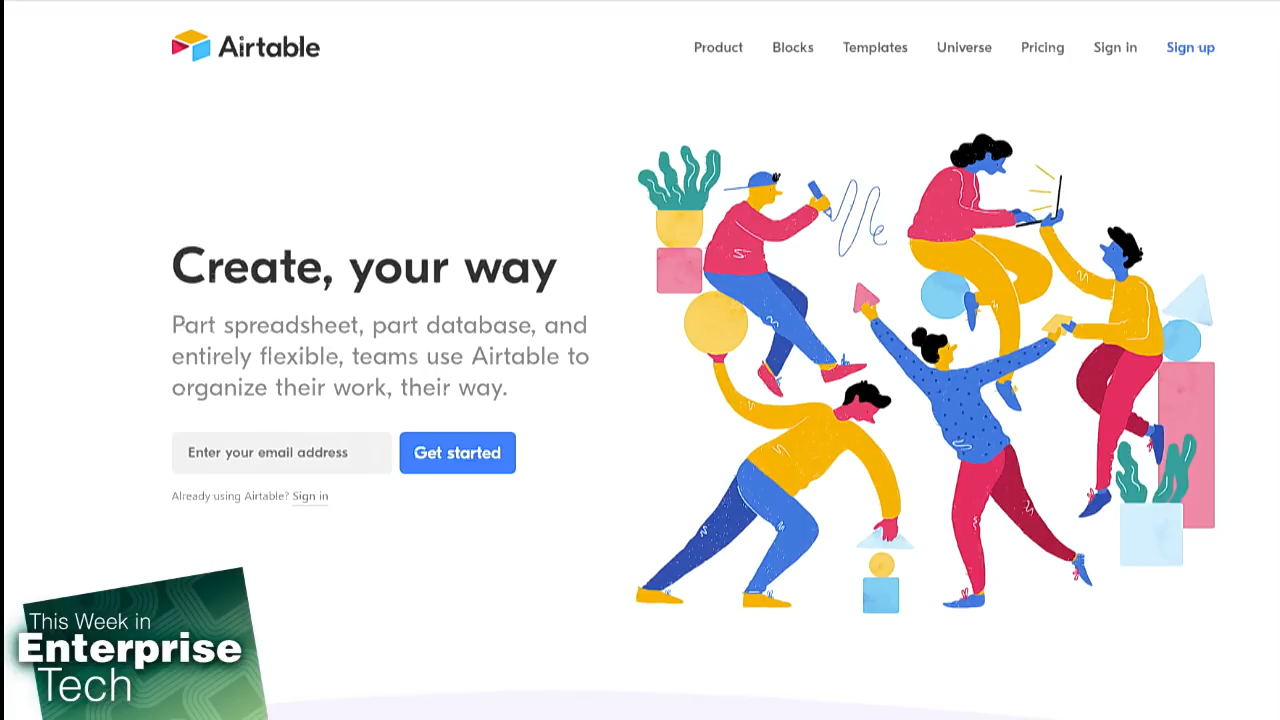 Airtable
Product Blocks Templates Universe Pricing Sign in Sign up
Create, your way
Part spreadsheet, part database, and
entirely flexible, teams use Airtable to
organize their work, their way.
Enter your email address Get started
Already using Airtable? Sign in
This Week in
Enterprise
Tech